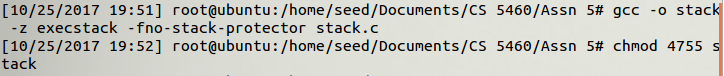 [10/25/2017 19:51] root@ubuntu:/home/seed/Documents/CS 5460/Assn 5# gcc -o stack
 -z execstack -fno-stack-protector stack.c
[10/25/2017 19:52] root@ubuntu:/home/seed/Documents/CS 5460/Assn 5# chmod 4755 s
tack